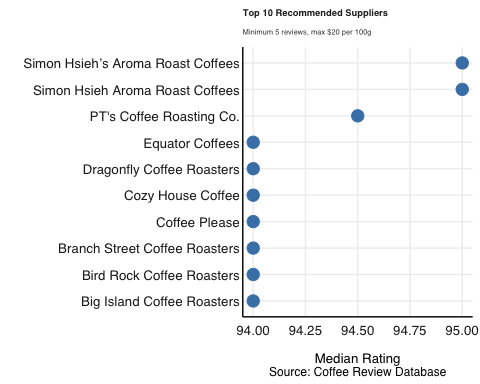 Top 10 Recommended Suppliers
Minimum 5 reviews, max $20 per 100g
Simon Hsieh’s Aroma Roast Coffees
Simon Hsieh Aroma Roast Coffees
PT's Coffee Roasting Co.
Equator Coffees
Dragonfly Coffee Roasters
Cozy House Coffee
Coffee Please
Branch Street Coffee Roasters
Bird Rock Coffee Roasters
Big Island Coffee Roasters
94.00 94.25 94.50 94.75 95.00
Median Rating
Source: Coffee Review Database